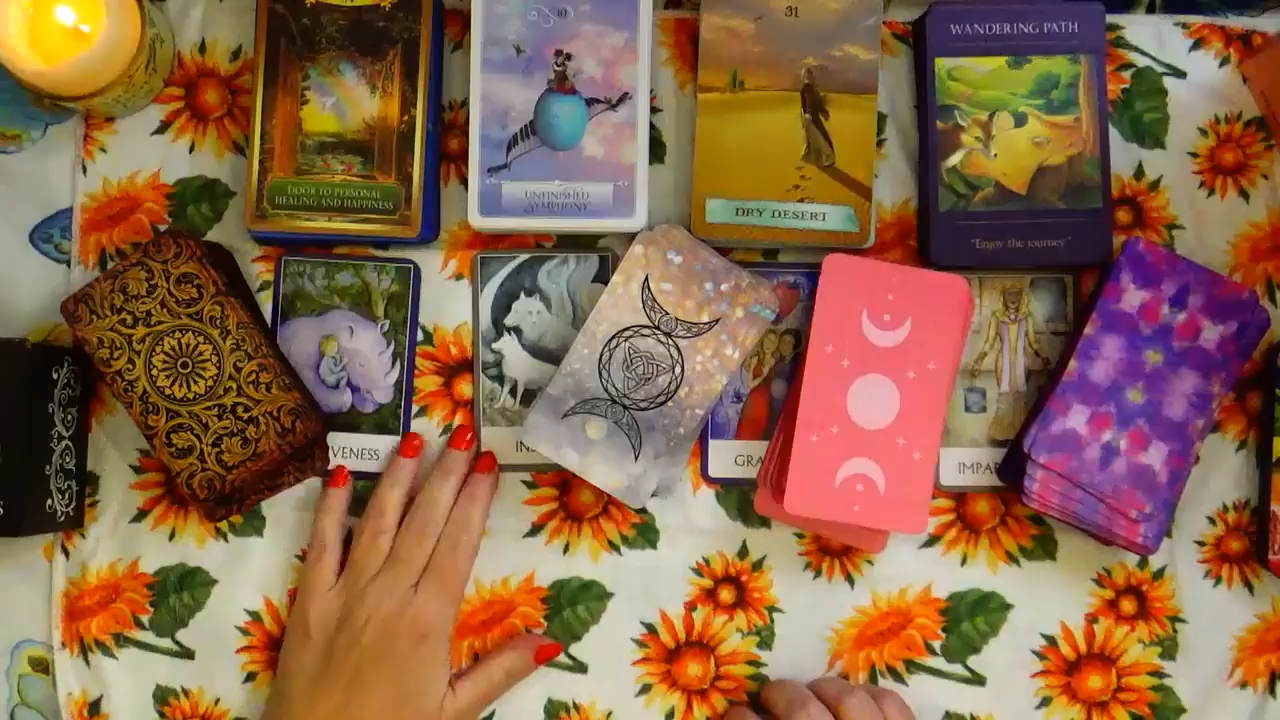 10
31
WANDERING PATH
DOOR TO PERSONAL
HEALING AND HAPPINESS
UNFINISHED
SYMPHONY
DRY DESERT
"Enjoy the journey"
VENESS
INS
GRA
IMPAR
S